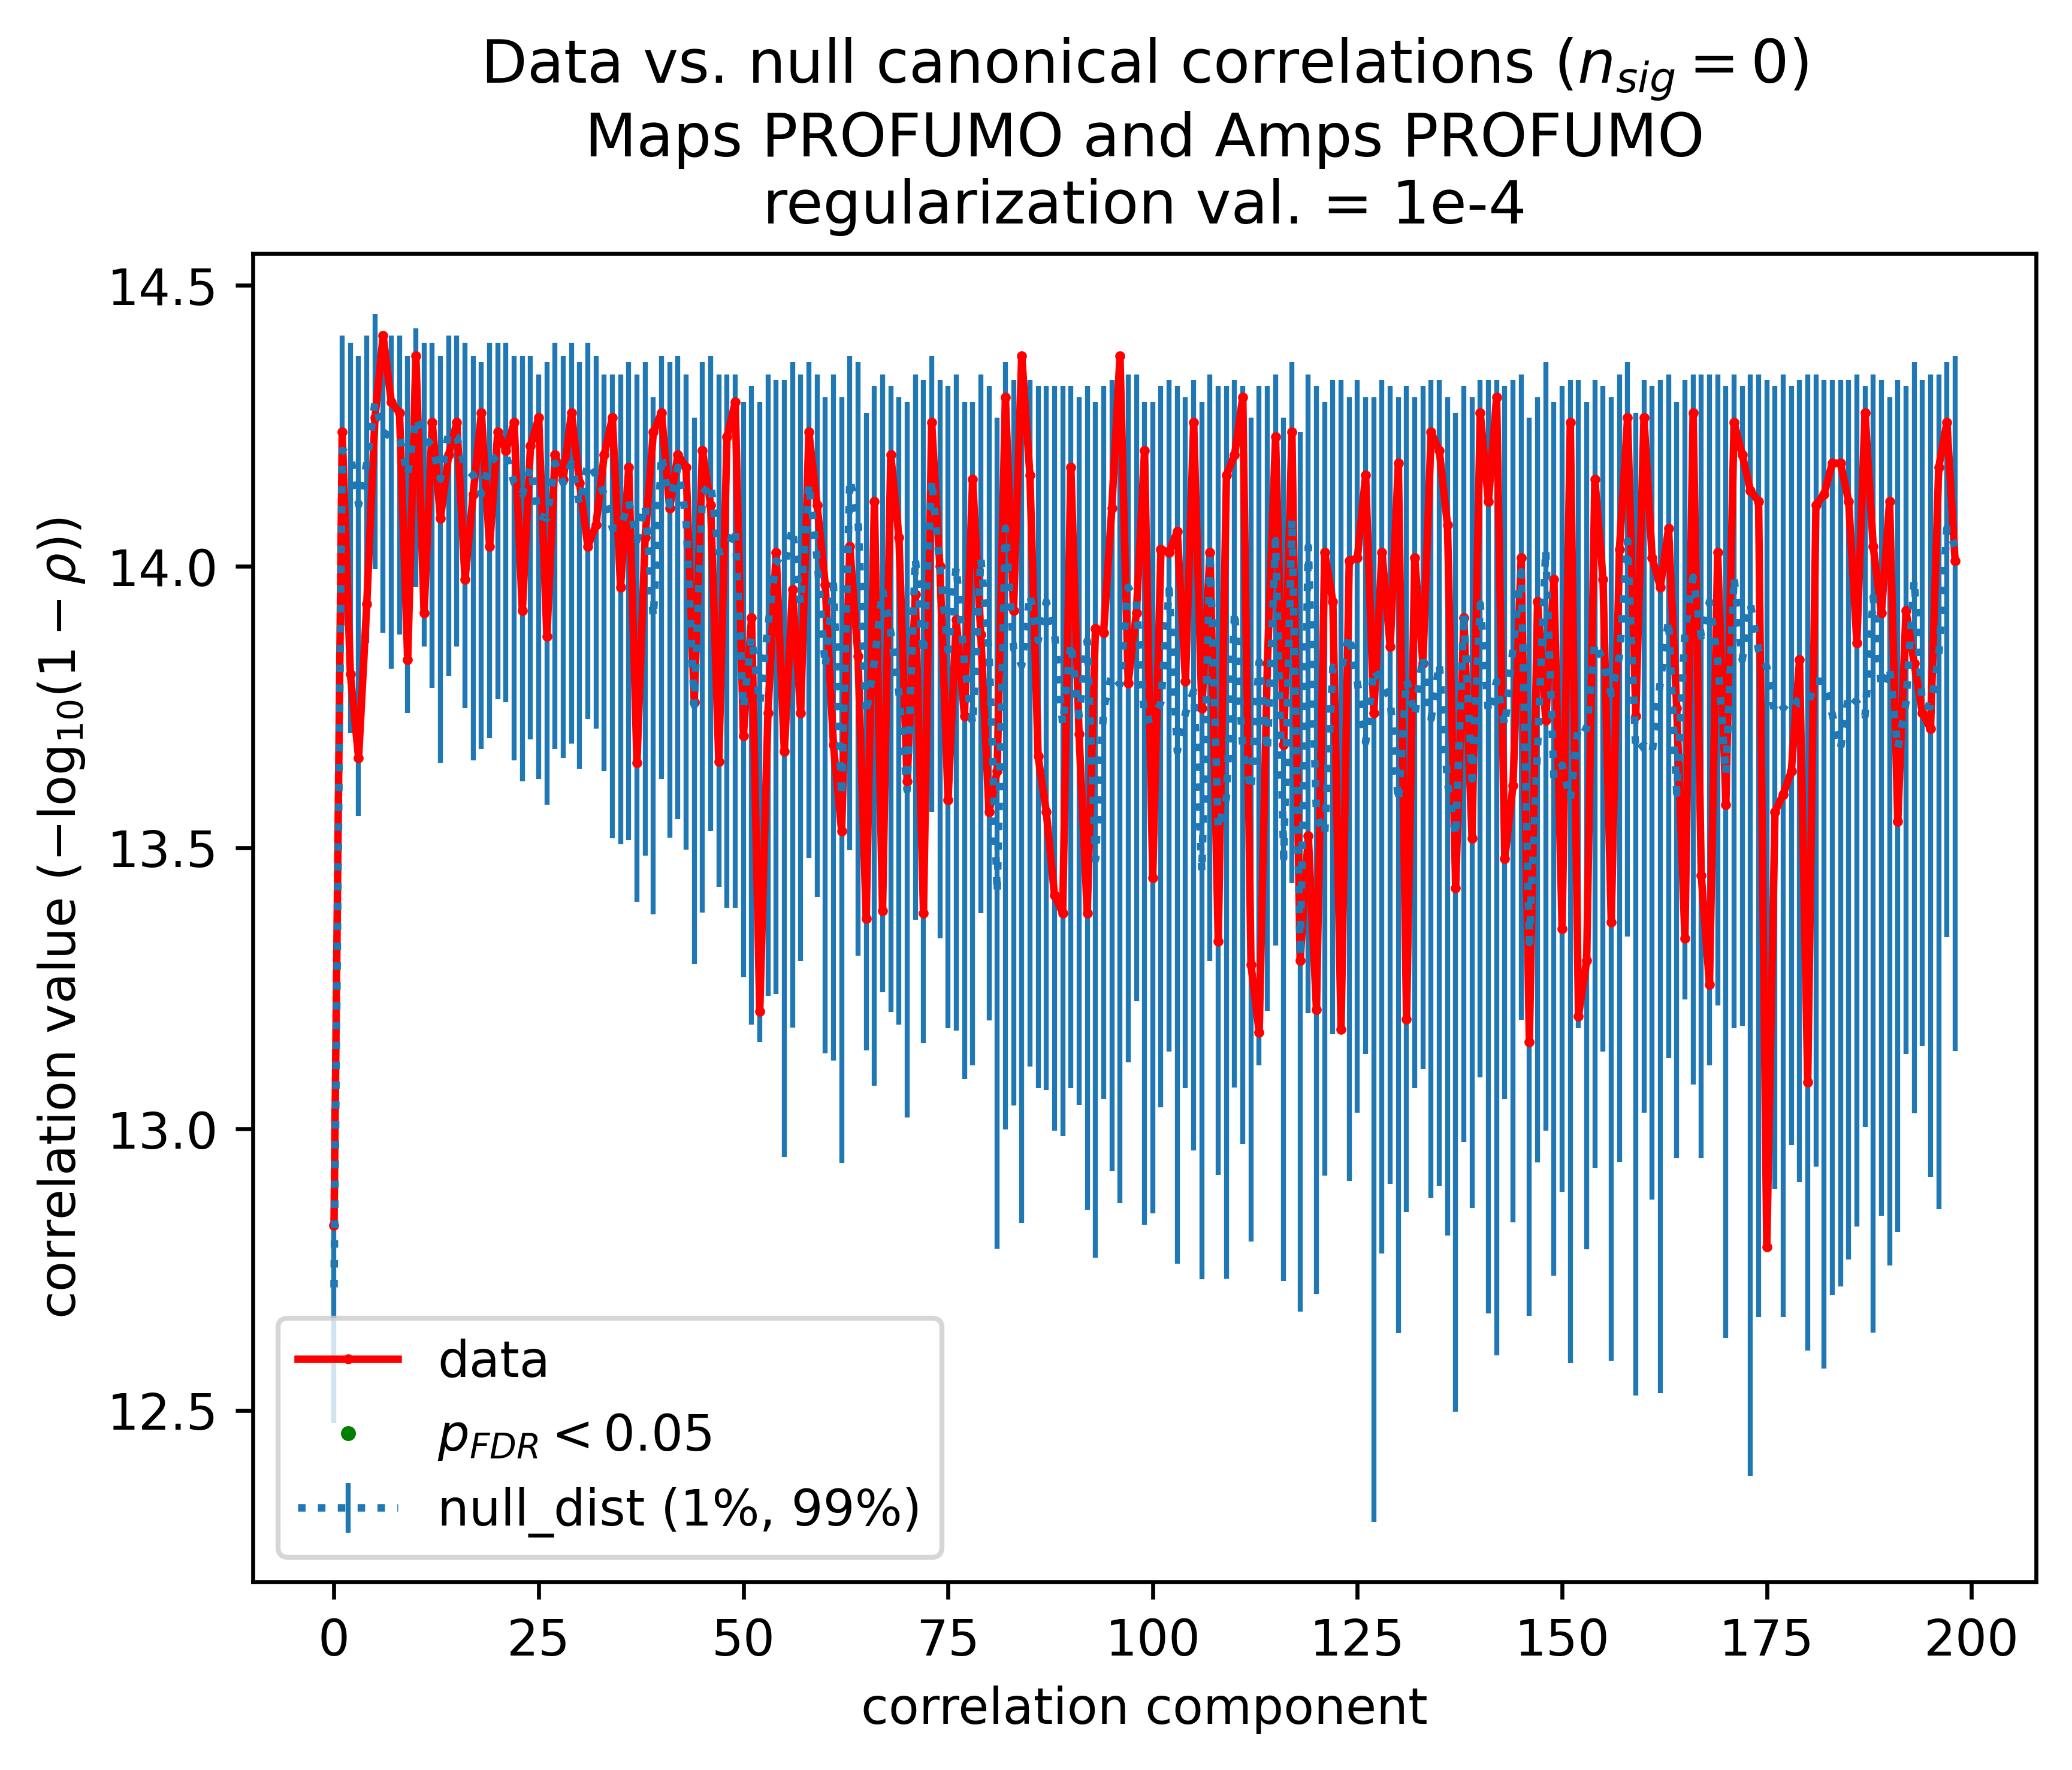 Data vs. null canonical correlations (n_sig = 0)
Maps PROFUMO and Amps PROFUMO
regularization val. = 1e-4
correlation value (−log₁₀(1 − ρ))
14.5
14.0
13.5
13.0
12.5
data
p_FDR < 0.05
null_dist (1%, 99%)
0 25 50 75 100 125 150 175 200
correlation component